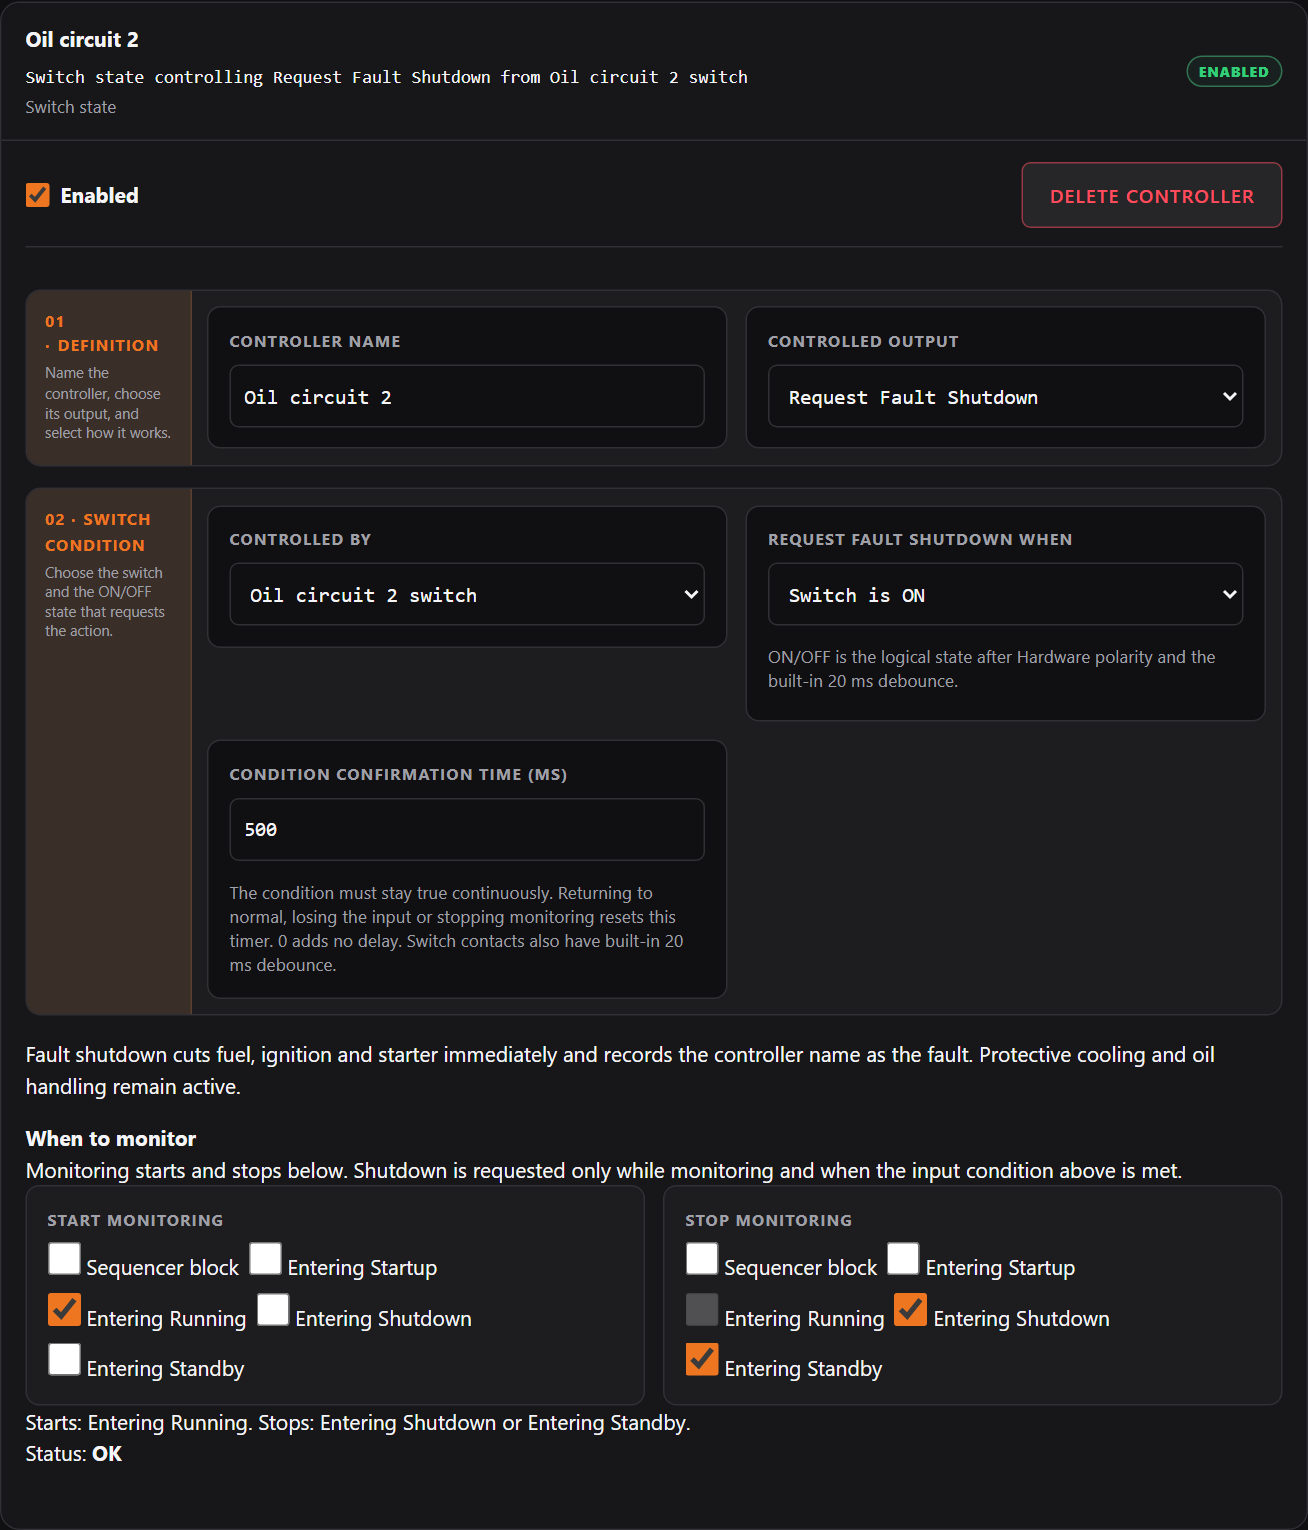 Oil circuit 2
Switch state controlling Request Fault Shutdown from Oil circuit 2 switch
Switch state
ENABLED
Enabled
DELETE CONTROLLER
01
· DEFINITION
Name the
controller, choose
its output, and
select how it works.
CONTROLLER NAME
Oil circuit 2
CONTROLLED OUTPUT
Request Fault Shutdown
02 · SWITCH
CONDITION
Choose the switch
and the ON/OFF
state that requests
the action.
CONTROLLED BY
Oil circuit 2 switch
REQUEST FAULT SHUTDOWN WHEN
Switch is ON
ON/OFF is the logical state after Hardware polarity and the
built-in 20 ms debounce.
CONDITION CONFIRMATION TIME (MS)
500
The condition must stay true continuously. Returning to
normal, losing the input or stopping monitoring resets this
timer. 0 adds no delay. Switch contacts also have built-in 20
ms debounce.
Fault shutdown cuts fuel, ignition and starter immediately and records the controller name as the fault. Protective cooling and oil
handling remain active.
When to monitor
Monitoring starts and stops below. Shutdown is requested only while monitoring and when the input condition above is met.
START MONITORING
Sequencer block Entering Startup
Entering Running Entering Shutdown
Entering Standby
STOP MONITORING
Sequencer block Entering Startup
Entering Running Entering Shutdown
Entering Standby
Starts: Entering Running. Stops: Entering Shutdown or Entering Standby.
Status: OK